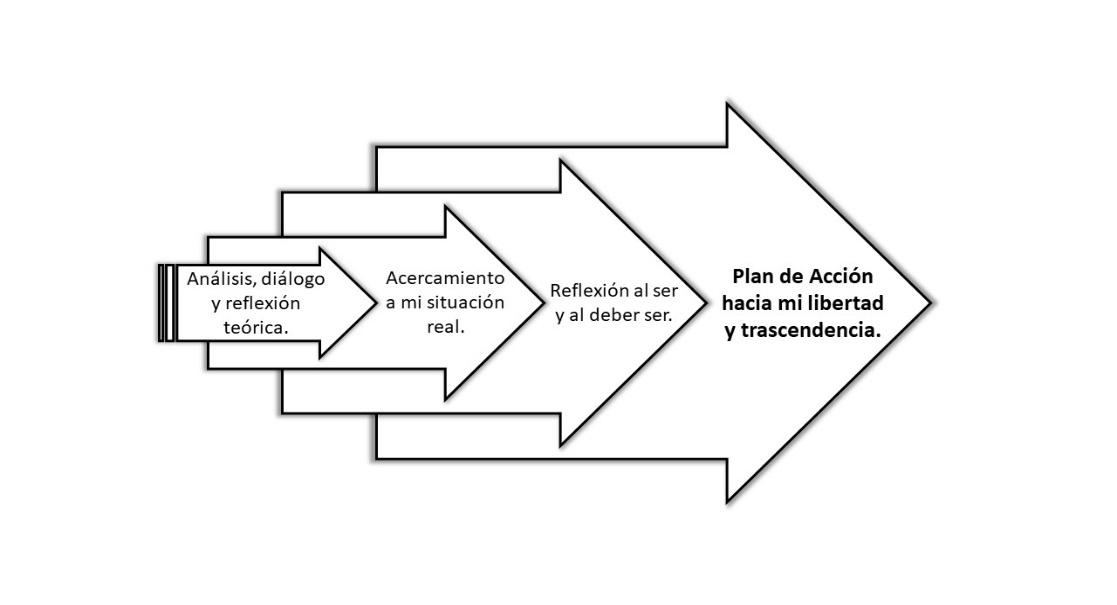 Análisis, diálogo
y reflexión
teórica.
Acercamiento
a mi situación
real.
Reflexión al ser
y al deber ser.
Plan de Acción
hacia mi libertad
y trascendencia.